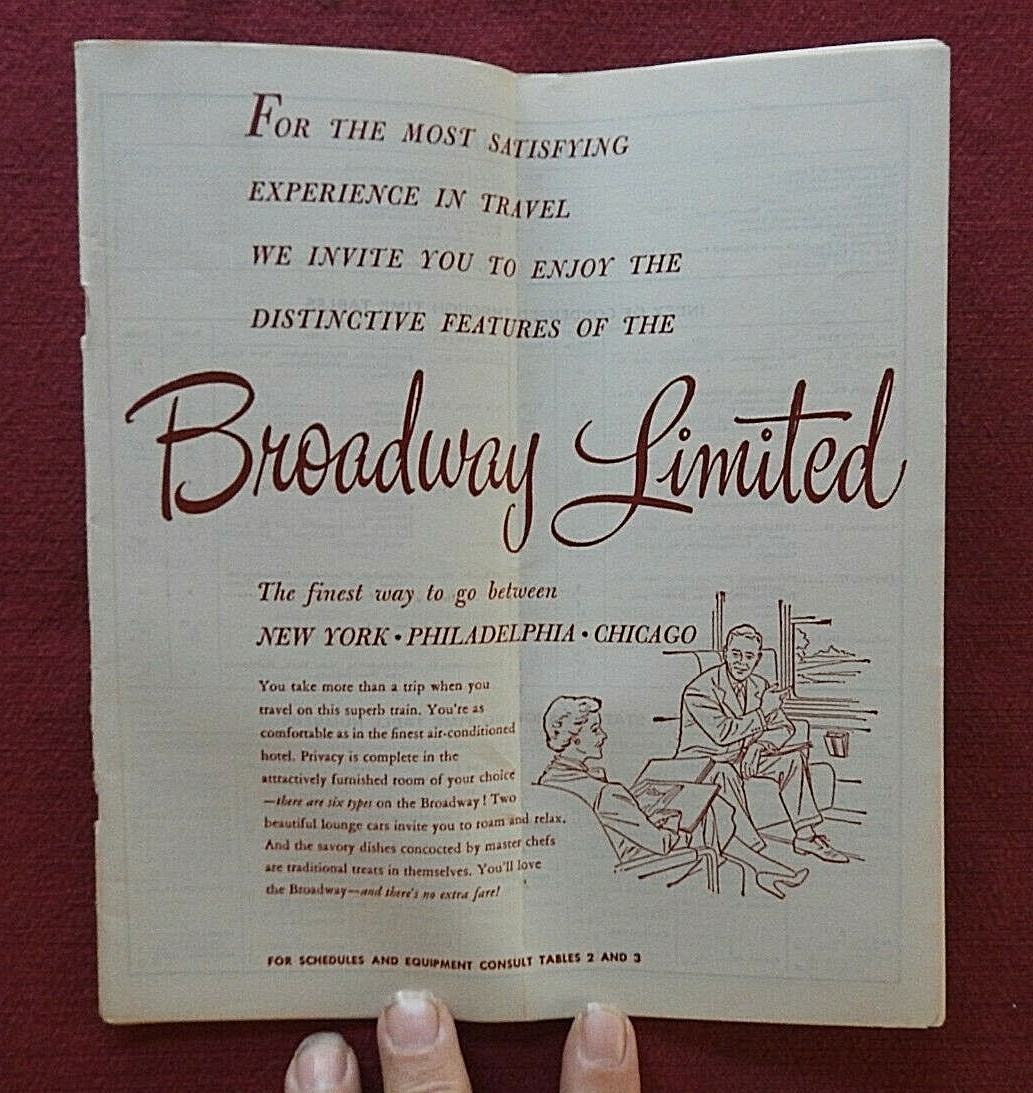 FOR THE MOST SATISFYING
EXPERIENCE IN TRAVEL
WE INVITE YOU TO ENJOY THE
DISTINCTIVE FEATURES OF THE
Broadway Limited
The finest way to go between
NEW YORK • PHILADELPHIA • CHICAGO
You take more than a trip when you
travel on this superb train. You're as
comfortable as in the finest air-conditioned
hotel. Privacy is complete in the
attractively furnished room of your choice
—there are six types on the Broadway! Two
beautiful lounge cars invite you to roam and relax.
And the savory dishes concocted by master chefs
are traditional treats in themselves. You'll love
the Broadway—and there's no extra fare!
FOR SCHEDULES AND EQUIPMENT CONSULT TABLES 2 AND 3